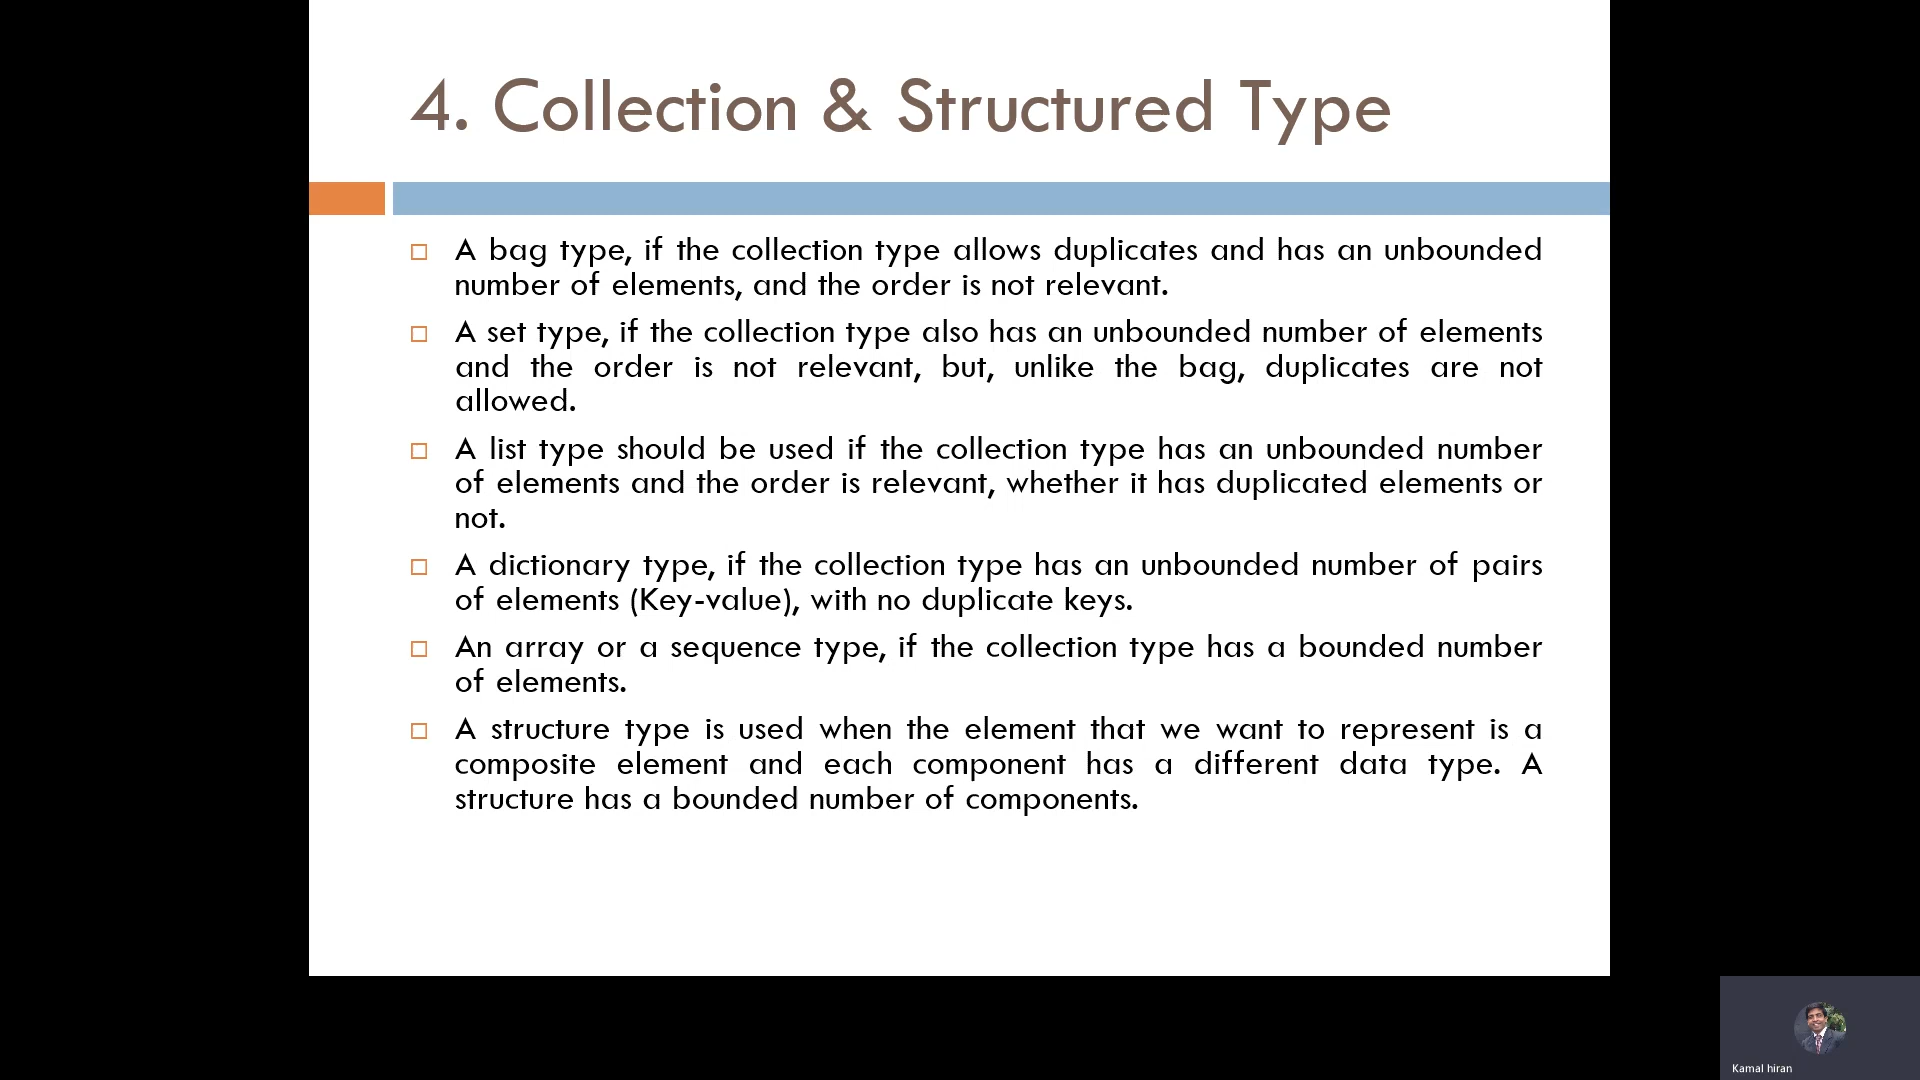 4. Collection & Structured Type
A bag type, if the collection type allows duplicates and has an unbounded
number of elements, and the order is not relevant.
A set type, if the collection type also has an unbounded number of elements
and the order is not relevant, but, unlike the bag, duplicates are not
allowed.
A list type should be used if the collection type has an unbounded number
of elements and the order is relevant, whether it has duplicated elements or
not.
A dictionary type, if the collection type has an unbounded number of pairs
of elements (Key-value), with no duplicate keys.
An array or a sequence type, if the collection type has a bounded number
of elements.
A structure type is used when the element that we want to represent is a
composite element and each component has a different data type. A
structure has a bounded number of components.
Kamal hiran